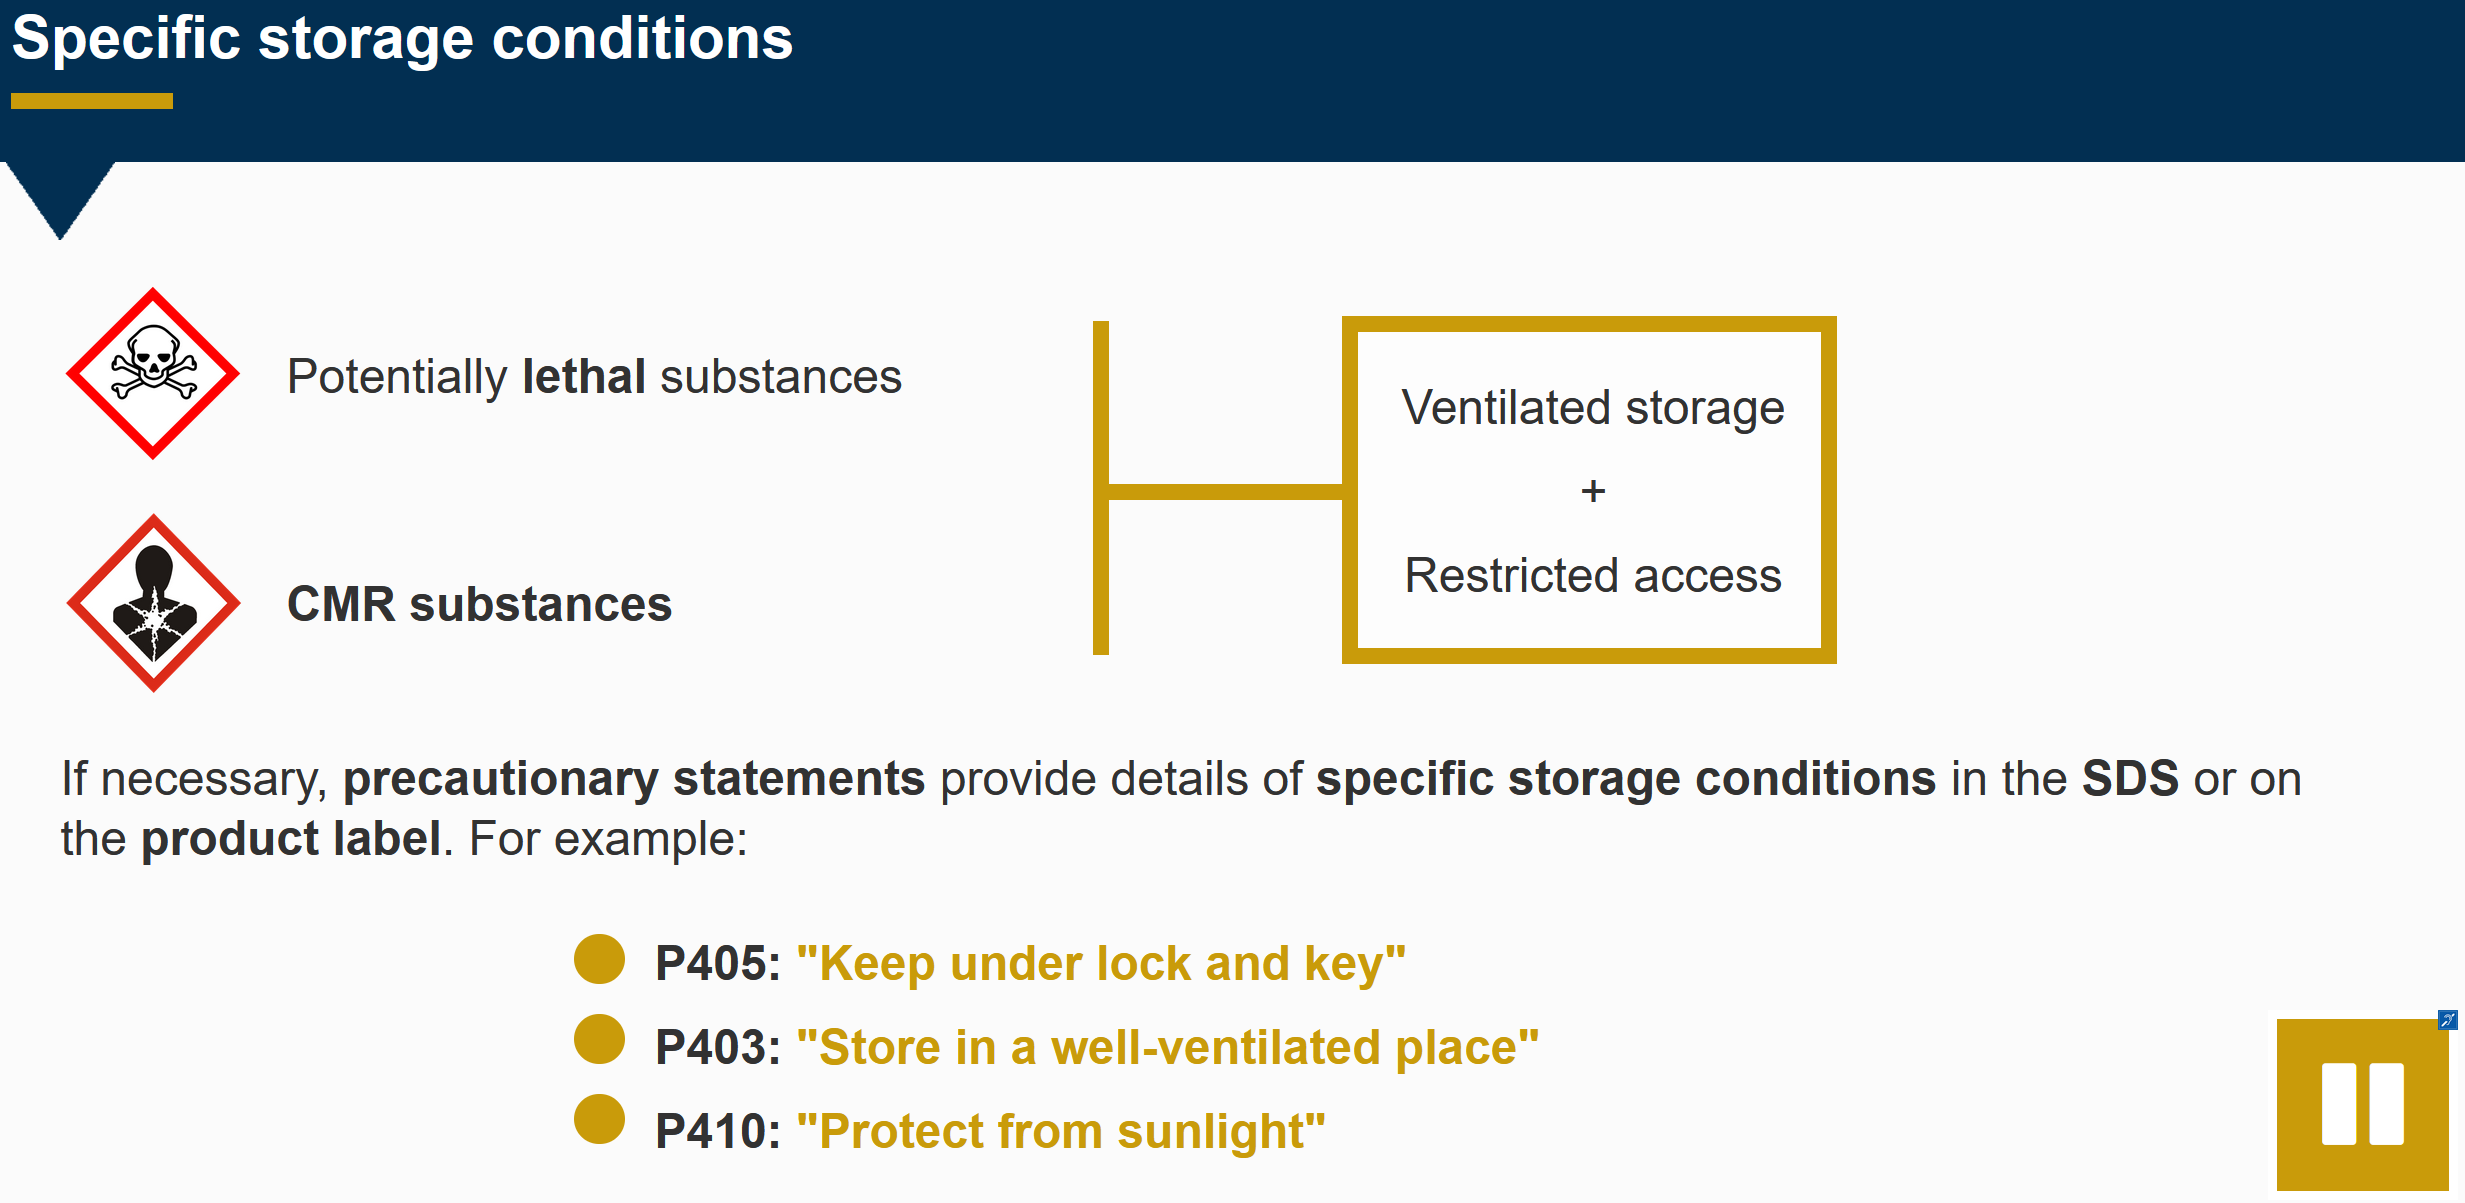 Specific storage conditions
Potentially lethal substances
Ventilated storage
+
Restricted access
CMR substances
If necessary, precautionary statements provide details of specific storage conditions in the SDS or on
the product label. For example:
P405: "Keep under lock and key"
P403: "Store in a well-ventilated place"
P410: "Protect from sunlight"